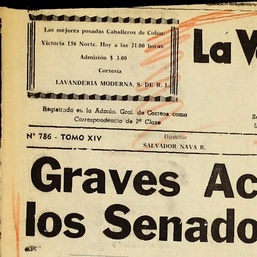 Las mejores posadas Caballeros de Colón.
Victoria 156 Norte. Hoy a las 21.00 horas.
Admisión $ 3.00
Cortesía
LAVANDERIA MODERNA, S. DE R. L.
La V
Registrado en la Admón. Gral. de Correos como
Correspondencia de 2ª Clase
Nº 786 - TOMO XIV
Director
SALVADOR NAVA R.
Graves Ac
los Senado